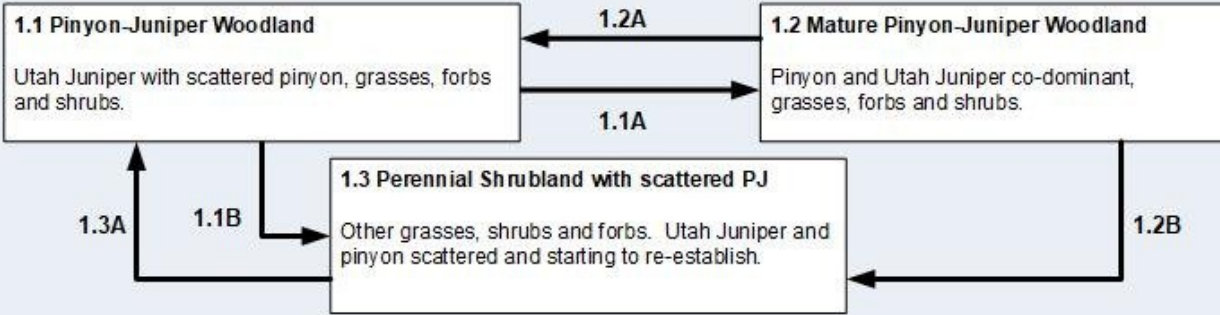 1.1 Pinyon-Juniper Woodland
Utah Juniper with scattered pinyon, grasses, forbs
and shrubs.
1.2A
1.1A
1.2 Mature Pinyon-Juniper Woodland
Pinyon and Utah Juniper co-dominant,
grasses, forbs and shrubs.
1.3A
1.1B
1.3 Perennial Shrubland with scattered PJ
Other grasses, shrubs and forbs.  Utah Juniper and
pinyon scattered and starting to re-establish.
1.2B